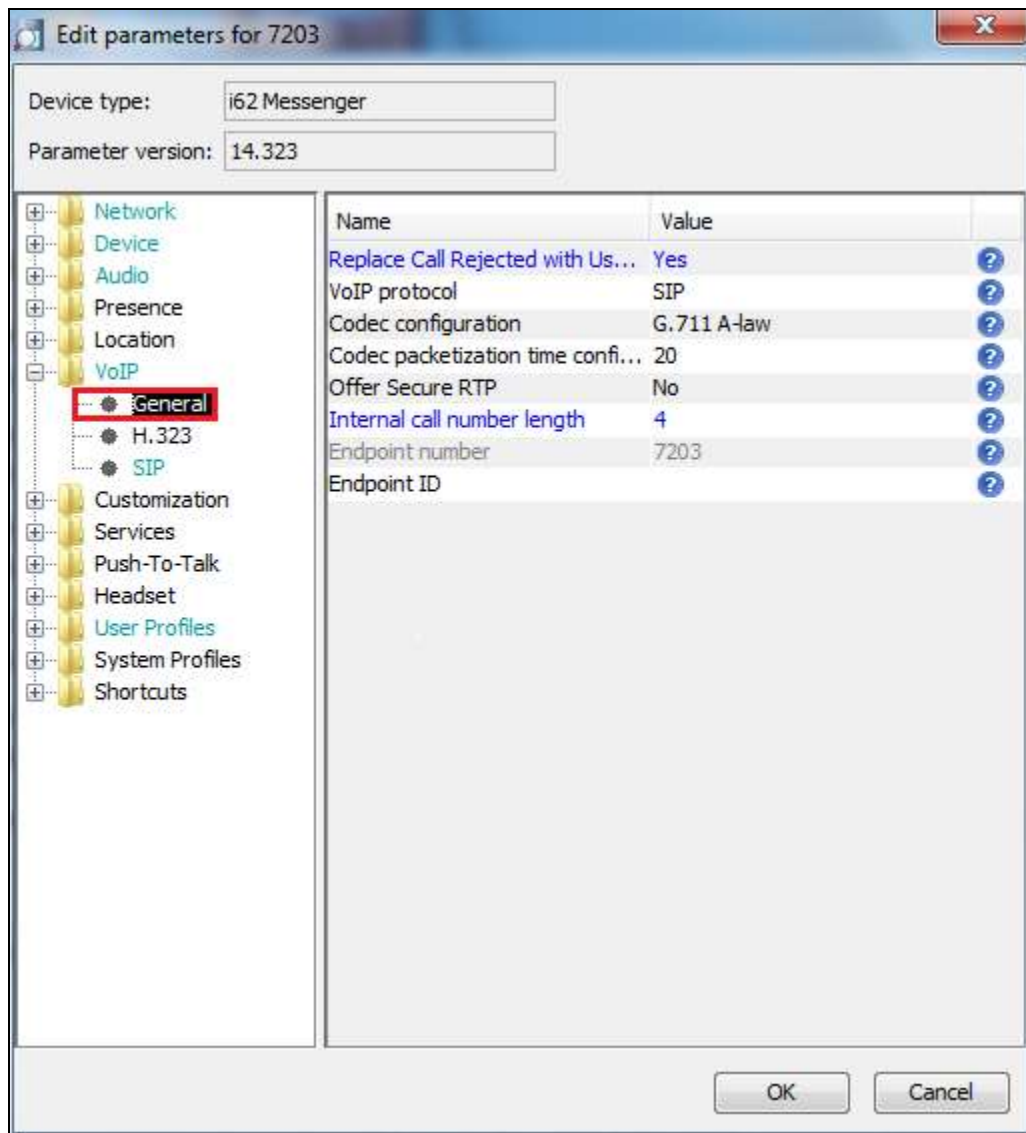 Edit parameters for 7203
Device type: i62 Messenger
Parameter version: 14.323
Network
Device
Audio
Presence
Location
VoIP
General
H.323
SIP
Customization
Services
Push-To-Talk
Headset
User Profiles
System Profiles
Shortcuts
Name Value
Replace Call Rejected with Us... Yes
VoIP protocol SIP
Codec configuration G.711 A-law
Codec packetization time confi... 20
Offer Secure RTP No
Internal call number length 4
Endpoint number 7203
Endpoint ID
OK Cancel